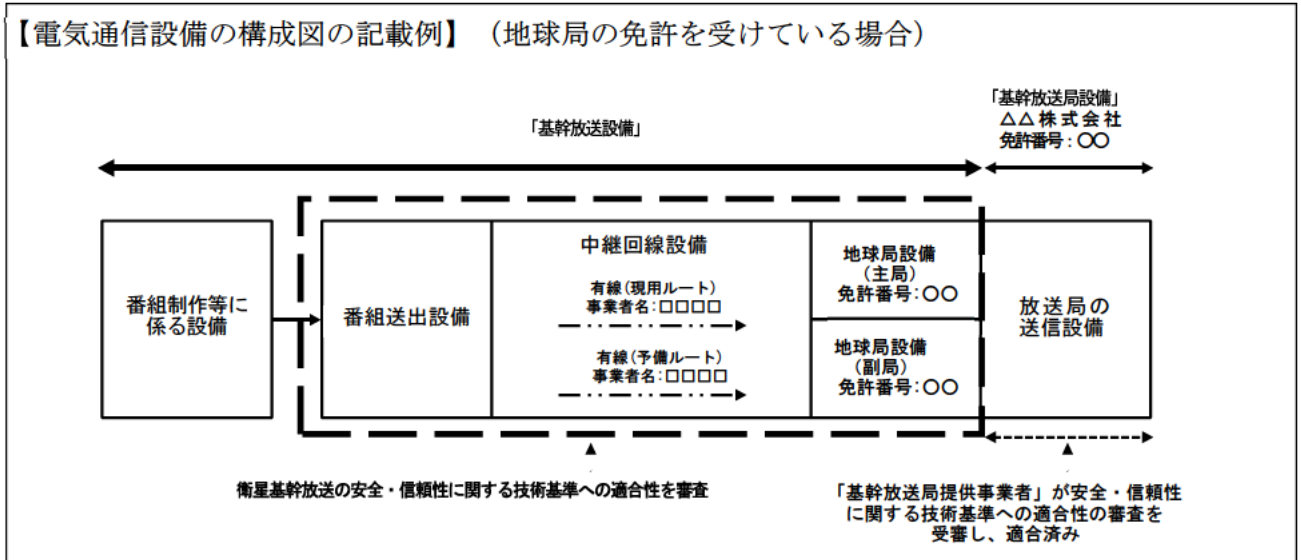 【電気通信設備の構成図の記載例】（地球局の免許を受けている場合）
「基幹放送局設備」
△△株式会社
免許番号：〇〇
「基幹放送設備」
番組制作等に
係る設備
番組送出設備
中継回線設備
有線(現用ルート)
事業者名:□□□□
有線(予備ルート)
事業者名:□□□□
地球局設備
(主局)
免許番号:〇〇
地球局設備
(副局)
免許番号:〇〇
放送局の
送信設備
衛星基幹放送の安全・信頼性に関する技術基準への適合性を審査
「基幹放送局提供事業者」が安全・信頼性
に関する技術基準への適合性の審査を
受審し、適合済み